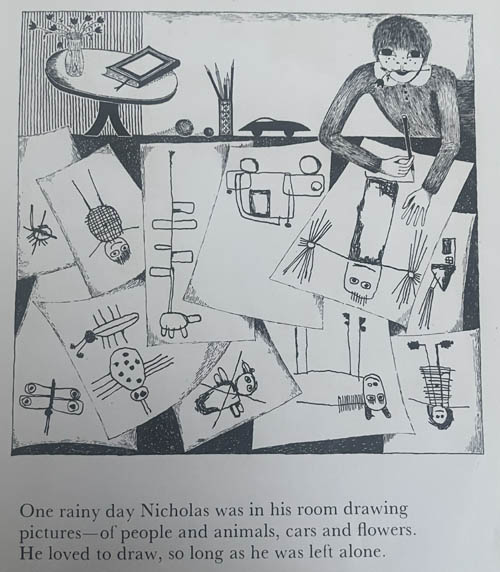 One rainy day Nicholas was in his room drawing
pictures—of people and animals, cars and flowers.
He loved to draw, so long as he was left alone.